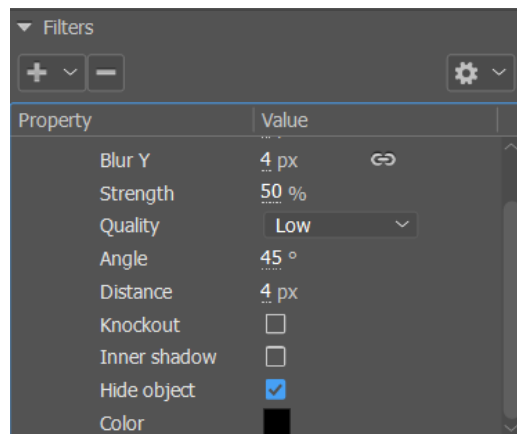 Filters
Property Value
Blur Y 4 px
Strength 50 %
Quality Low
Angle 45 °
Distance 4 px
Knockout
Inner shadow
Hide object
Color